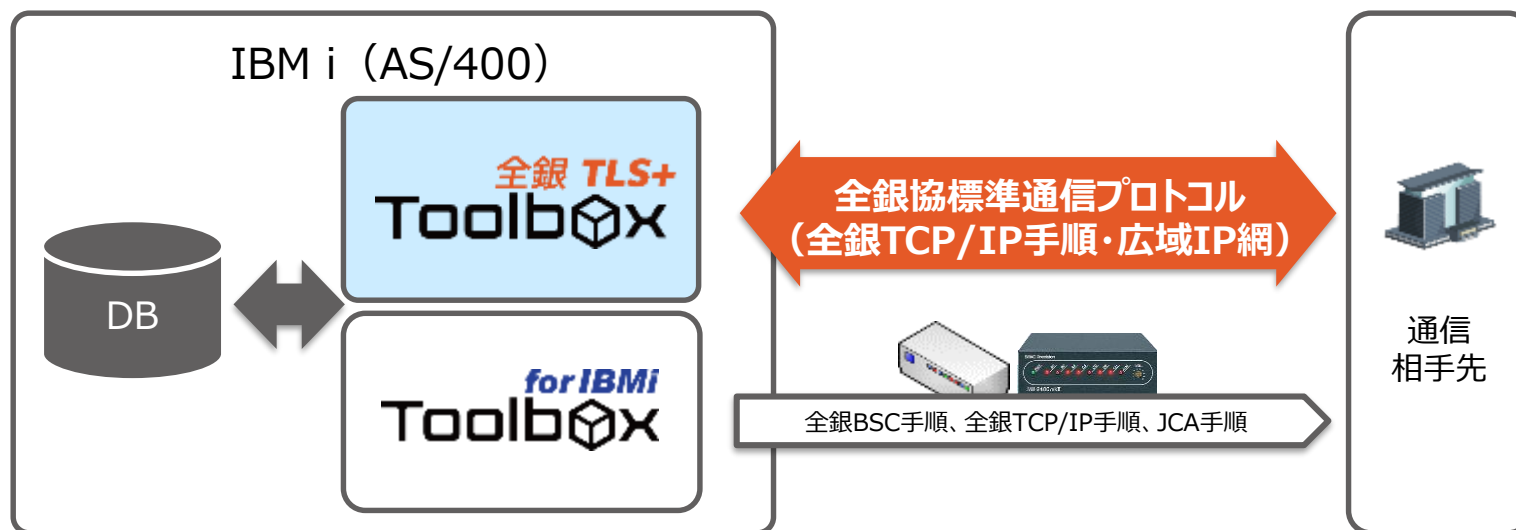 IBM i（AS/400）
全銀 TLS+
Toolbox
DB
for IBMi
Toolbox
全銀協標準通信プロトコル
（全銀TCP/IP手順・広域IP網）
全銀BSC手順、全銀TCP/IP手順、JCA手順
通信
相手先